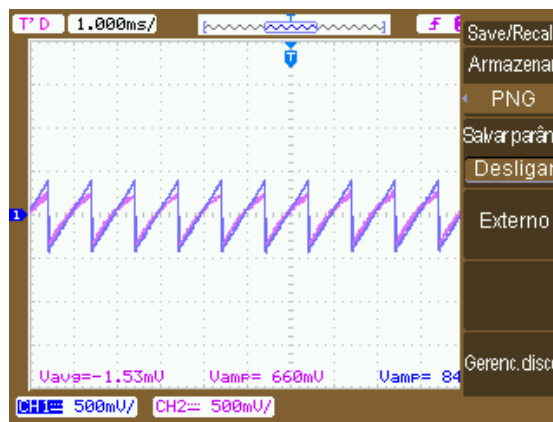 T'D 1.000ms/
Save/Recal
Armazenar
PNG
Salvar parân
Desligar
Externo
Gerenc.disco
T
T
1
Vavg=-1.53mV Vamp= 660mV Vamp= 84
CH1 500mV/ CH2 500mV/